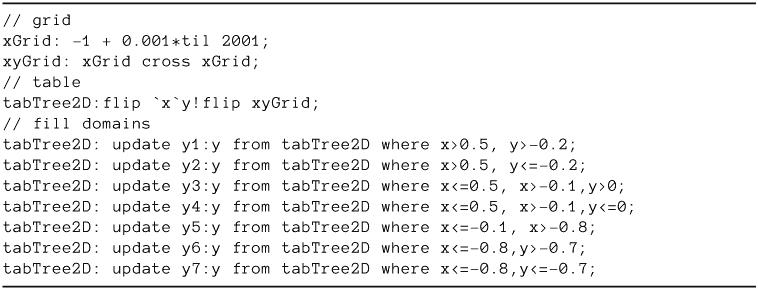 // grid
xGrid: -1 + 0.001*til 2001;
xyGrid: xGrid cross xGrid;
// table
tabTree2D:flip `x`y!flip xyGrid;
// fill domains
tabTree2D: update y1:y from tabTree2D where x>0.5, y>-0.2;
tabTree2D: update y2:y from tabTree2D where x>0.5, y<=-0.2;
tabTree2D: update y3:y from tabTree2D where x<=0.5, x>-0.1,y>0;
tabTree2D: update y4:y from tabTree2D where x<=0.5, x>-0.1,y<=0;
tabTree2D: update y5:y from tabTree2D where x<=-0.1, x>-0.8;
tabTree2D: update y6:y from tabTree2D where x<=-0.8,y>-0.7;
tabTree2D: update y7:y from tabTree2D where x<=-0.8,y<=-0.7;